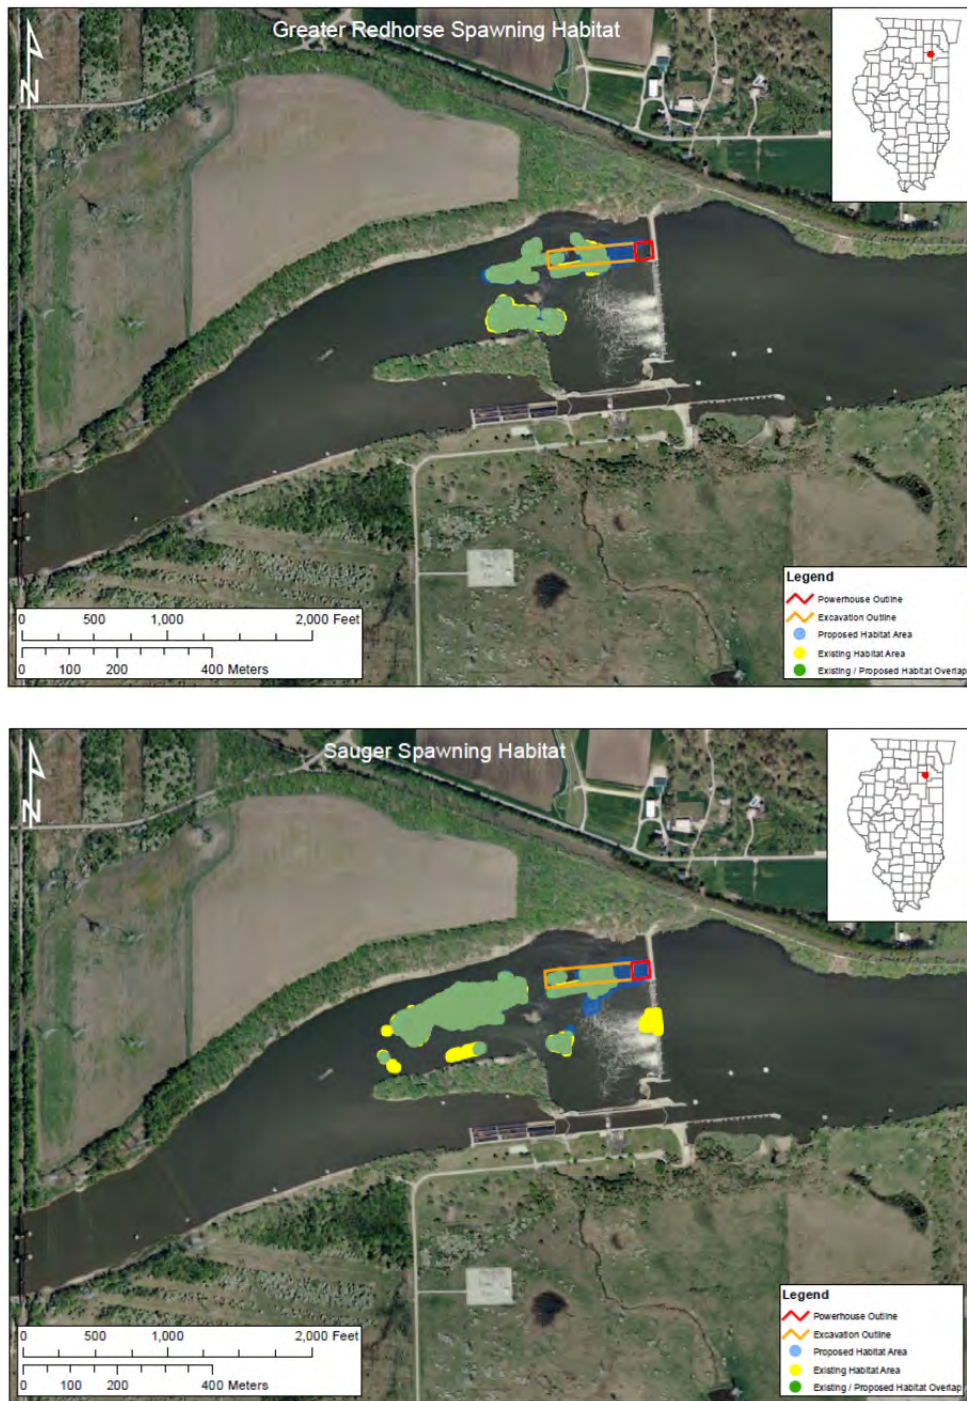 Greater Redhorse Spawning Habitat
N
Legend
Powerhouse Outline
Excavation Outline
Proposed Habitat Area
Existing Habitat Area
Existing / Proposed Habitat Overlap
0 500 1,000 2,000 Feet
0 100 200 400 Meters
Sauger Spawning Habitat
N
Legend
Powerhouse Outline
Excavation Outline
Proposed Habitat Area
Existing Habitat Area
Existing / Proposed Habitat Overlap
0 500 1,000 2,000 Feet
0 100 200 400 Meters